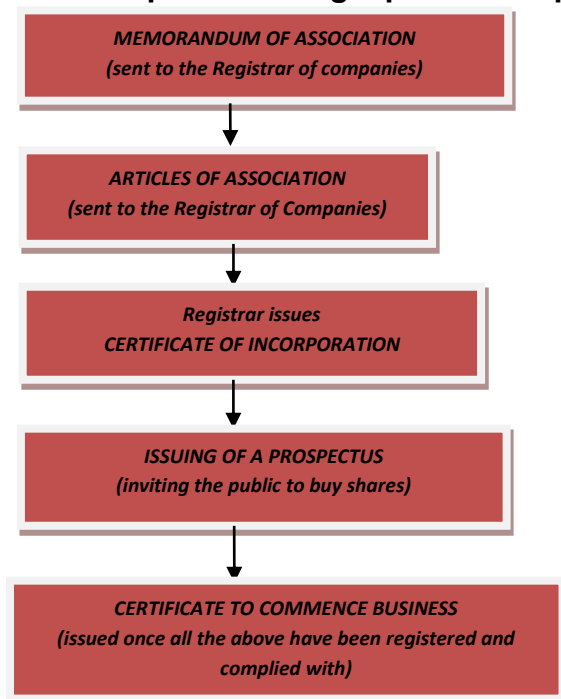 MEMORANDUM OF ASSOCIATION
(sent to the Registrar of companies)
ARTICLES OF ASSOCIATION
(sent to the Registrar of Companies)
Registrar issues
CERTIFICATE OF INCORPORATION
ISSUING OF A PROSPECTUS
(inviting the public to buy shares)
CERTIFICATE TO COMMENCE BUSINESS
(issued once all the above have been registered and
complied with)